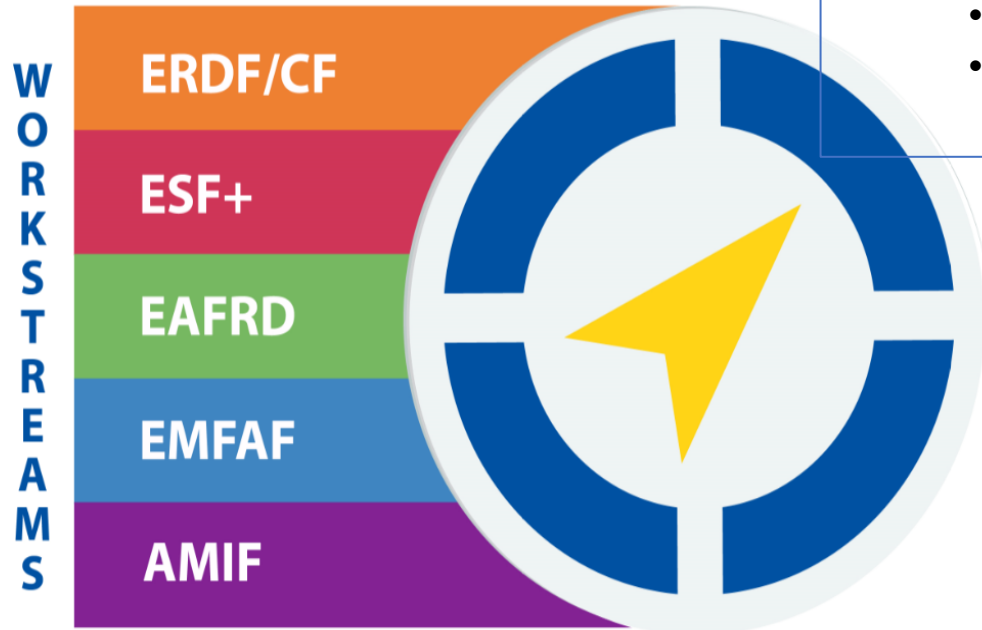 WORKSTREAMS
ERDF/CF
ESF+
EAFRD
EMFAF
AMIF